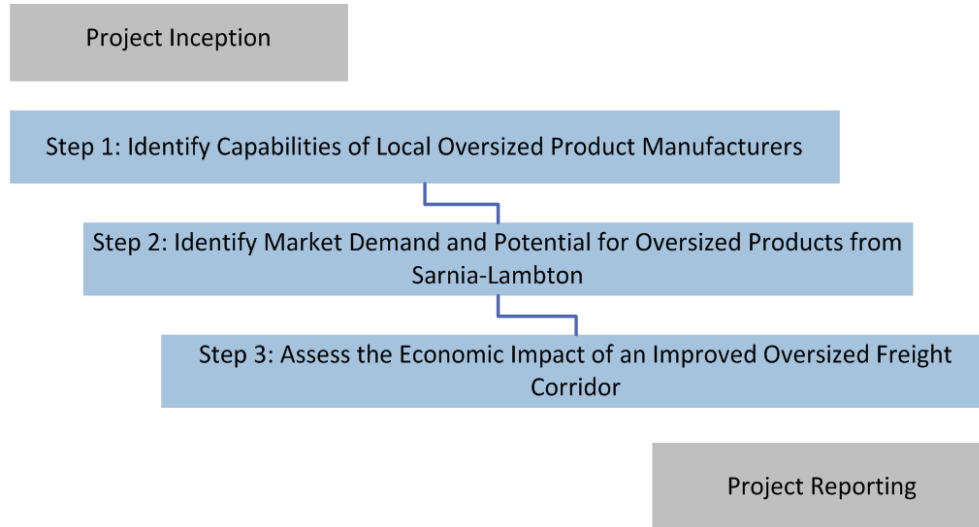 Project Inception
Step 1: Identify Capabilities of Local Oversized Product Manufacturers
Step 2: Identify Market Demand and Potential for Oversized Products from
Sarnia-Lambton
Step 3: Assess the Economic Impact of an Improved Oversized Freight
Corridor
Project Reporting